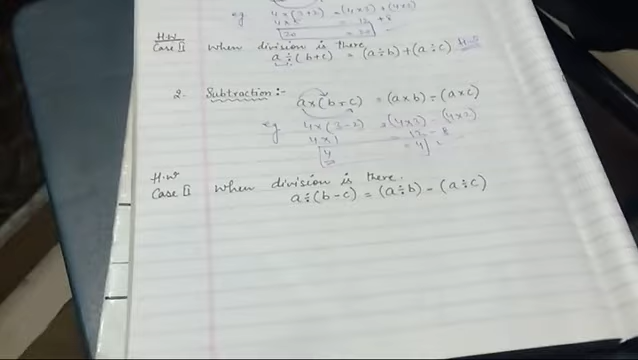 eg 4×(3+2) = (4×3)+(4×2)
4×5 = 12 + 8
20 = 20
H.W
Case II When division is there
a÷(b+c) = (a÷b)+(a÷c) H.W
2. Subtraction :-
a×(b-c) = (a×b)-(a×c)
eg 4×(3-2) = (4×3)-(4×2)
4×1 = 12-8
4 = 4
H.W
Case II When division is there.
a÷(b-c) = (a÷b)-(a÷c)